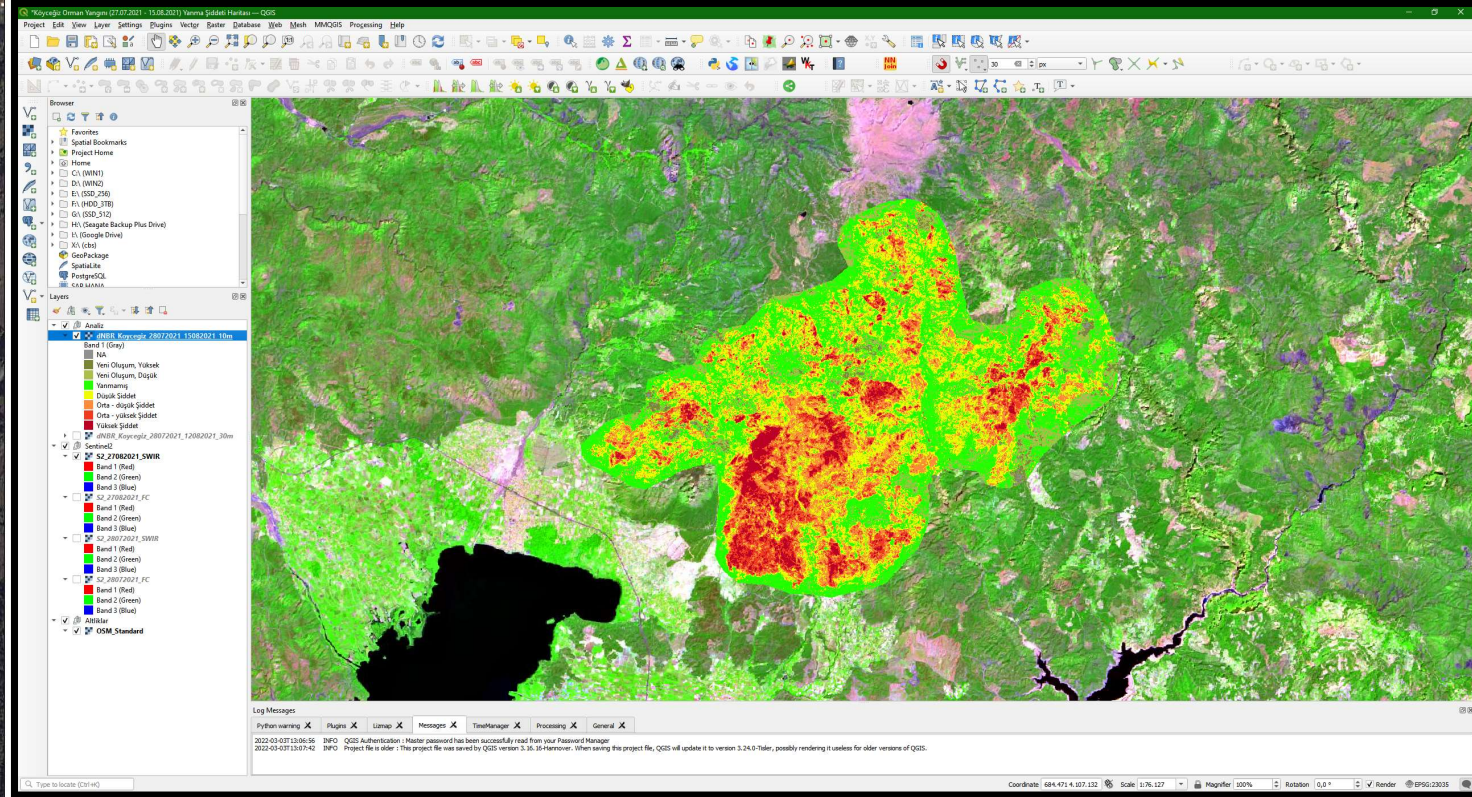 *Köyceğiz Orman Yangını (27.07.2021 - 15.08.2021) Yanma Şiddeti Haritası — QGIS
Project Edit View Layer Settings Plugins Vector Raster Database Web Mesh MMQGIS Processing Help
NN Join
30
px
Browser
Favorites
Spatial Bookmarks
Project Home
Home
C:\ (WIN1)
D:\ (WIN2)
E:\ (SSD_256)
F:\ (HDD_3TB)
G:\ (SSD_512)
H:\ (Seagate Backup Plus Drive)
I:\ (Google Drive)
X:\ (cbs)
GeoPackage
SpatiaLite
PostgreSQL
SAP HANA
Layers
Analiz
dNBR_Koycegiz_28072021_15082021_10m
Band 1 (Gray)
NA
Yeni Oluşum, Yüksek
Yeni Oluşum, Düşük
Yanmamış
Düşük Şiddet
Orta - düşük Şiddet
Orta - yüksek Şiddet
Yüksek Şiddet
dNBR_Koycegiz_28072021_12082021_30m
Sentinel2
S2_27082021_SWIR
Band 1 (Red)
Band 2 (Green)
Band 3 (Blue)
S2_27082021_FC
Band 1 (Red)
Band 2 (Green)
Band 3 (Blue)
S2_28072021_SWIR
Band 1 (Red)
Band 2 (Green)
Band 3 (Blue)
S2_28072021_FC
Band 1 (Red)
Band 2 (Green)
Band 3 (Blue)
Altlıklar
OSM_Standard
Log Messages
Python warning Plugins Lizmap Messages TimeManager Processing General
2022-03-03T13:06:56 INFO QGIS Authentication : Master password has been successfully read from your Password Manager
2022-03-03T13:07:42 INFO Project file is older : This project file was saved by QGIS version 3.16.16-Hannover. When saving this project file, QGIS will update it to version 3.24.0-Tisler, possibly rendering it useless for older versions of QGIS.
Type to locate (Ctrl+K) Coordinate 684.471 4.107.132 Scale 1:76.127 Magnifier 100% Rotation 0,0 ° Render EPSG:23035